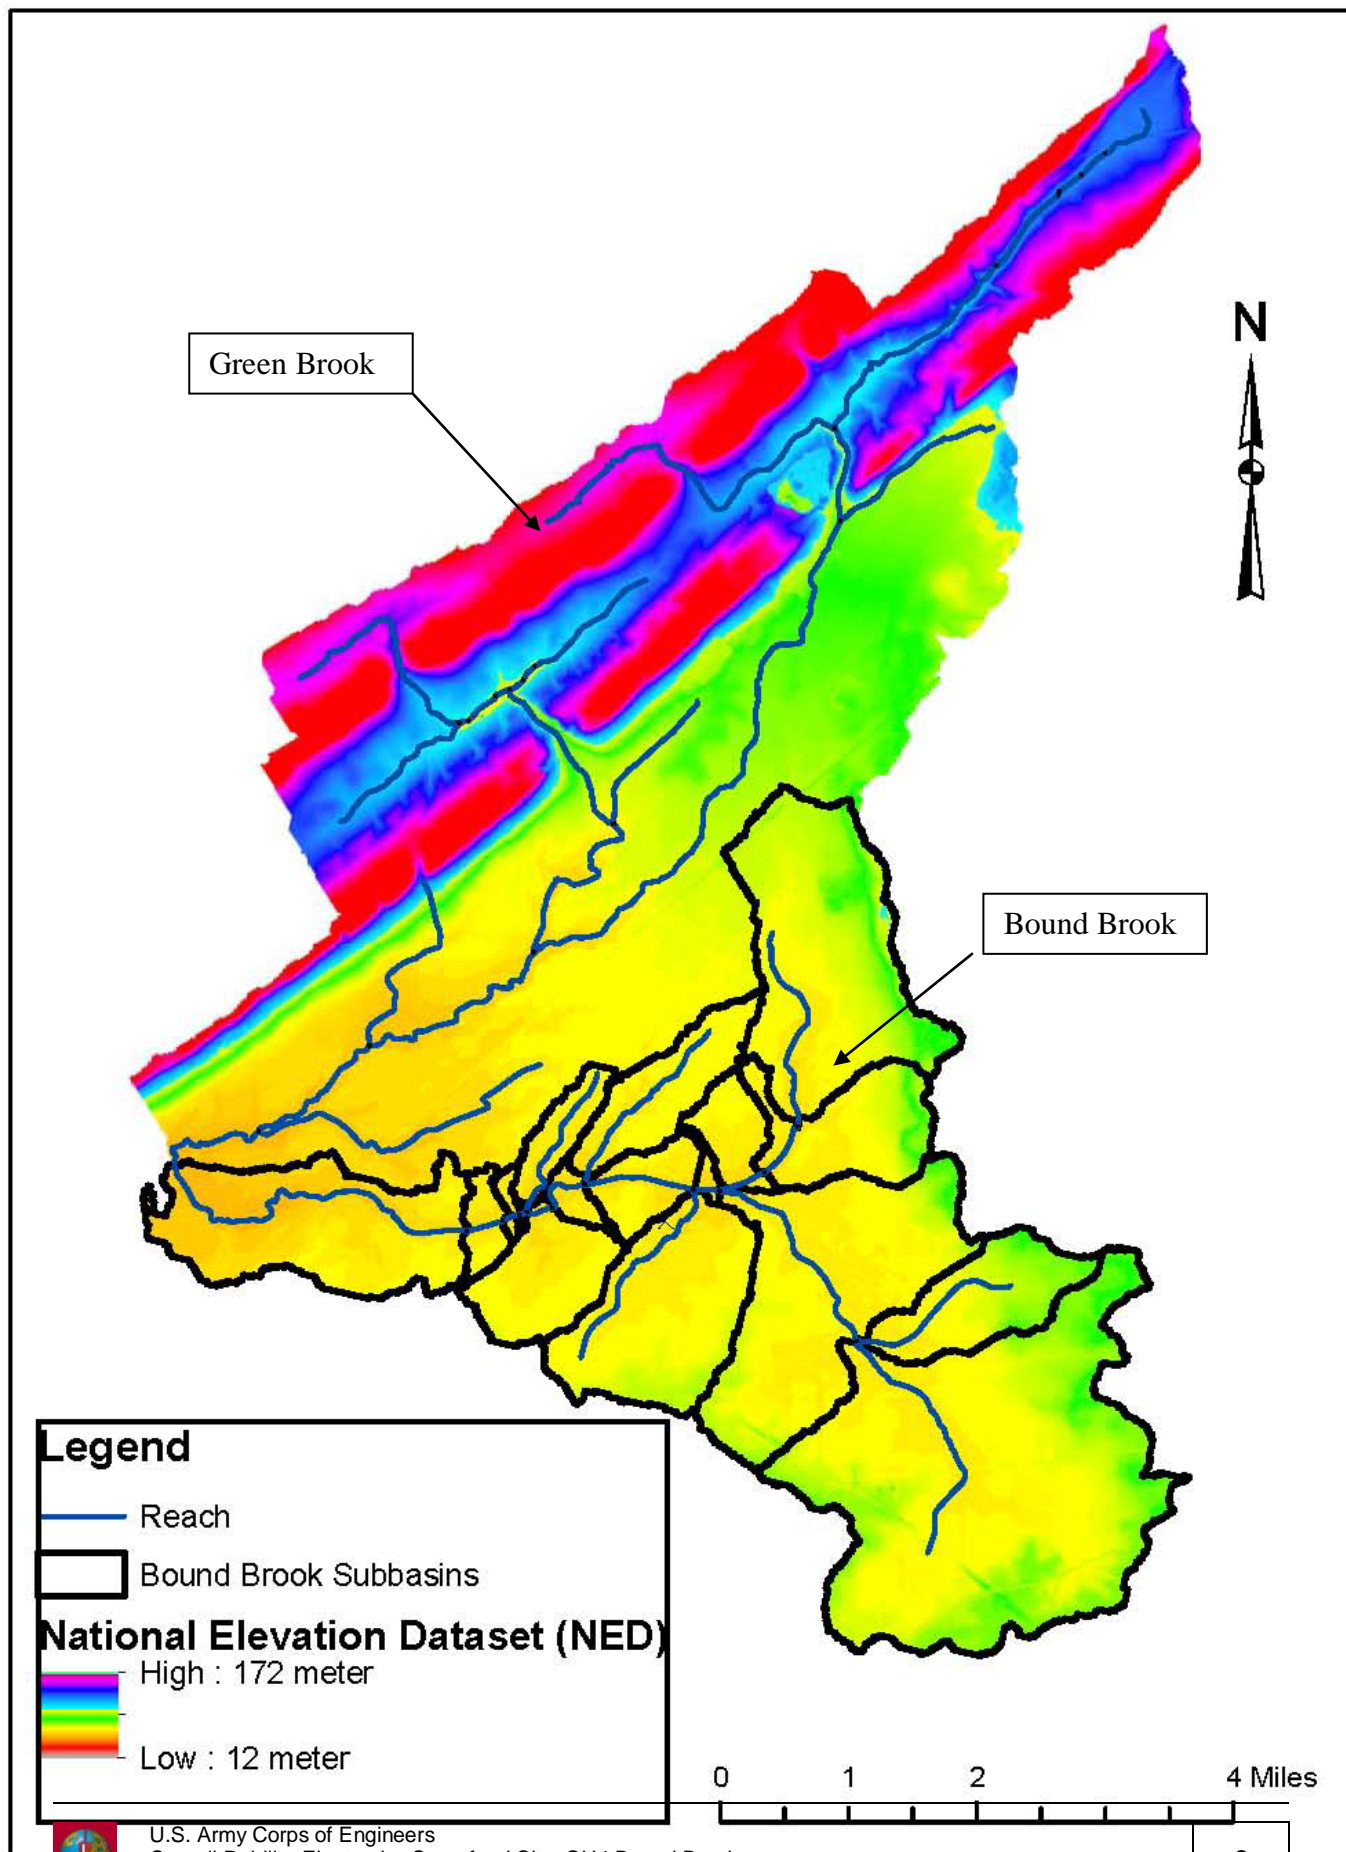 N
Green Brook
Bound Brook
Legend
Reach
Bound Brook Subbasins
National Elevation Dataset (NED)
High : 172 meter
Low : 12 meter
0 1 2 4 Miles
U.S. Army Corps of Engineers